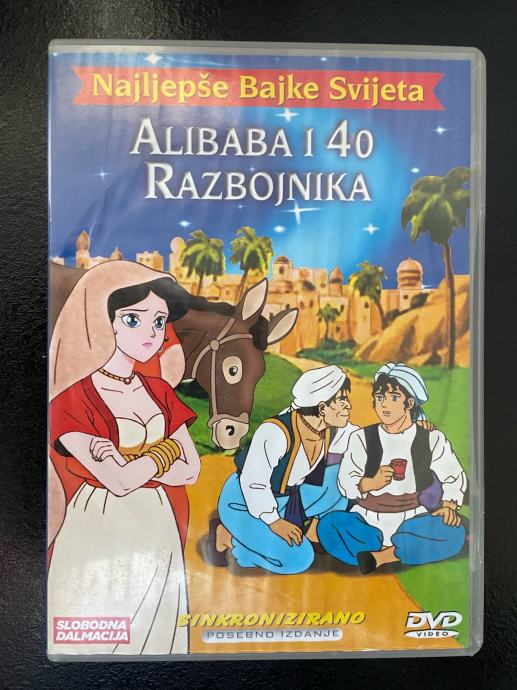 Najljepše Bajke Svijeta
ALIBABA I 40
RAZBOJNIKA
SINKRONIZIRANO
POSEBNO IZDANJE
SLOBODNA
DALMACIJA
DVD
VIDEO